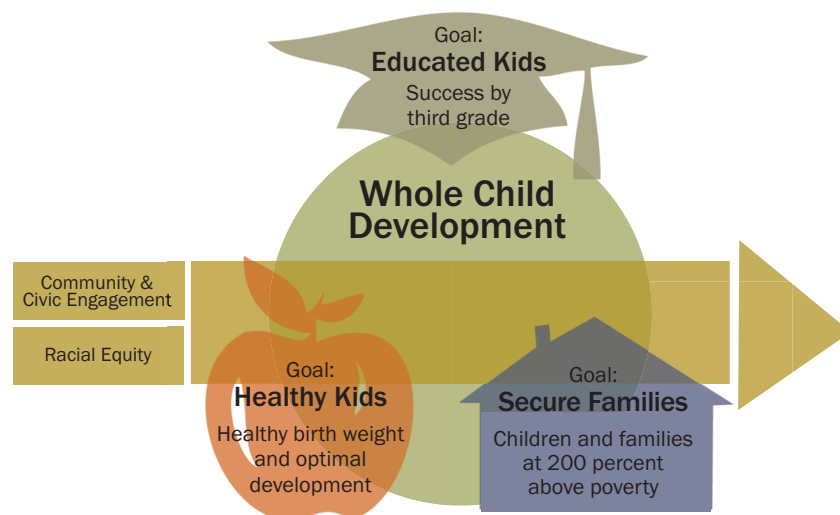 Goal:
Educated Kids
Success by
third grade
Whole Child
Development
Community &
Civic Engagement
Racial Equity
Goal:
Healthy Kids
Healthy birth weight
and optimal
development
Goal:
Secure Families
Children and families
at 200 percent
above poverty